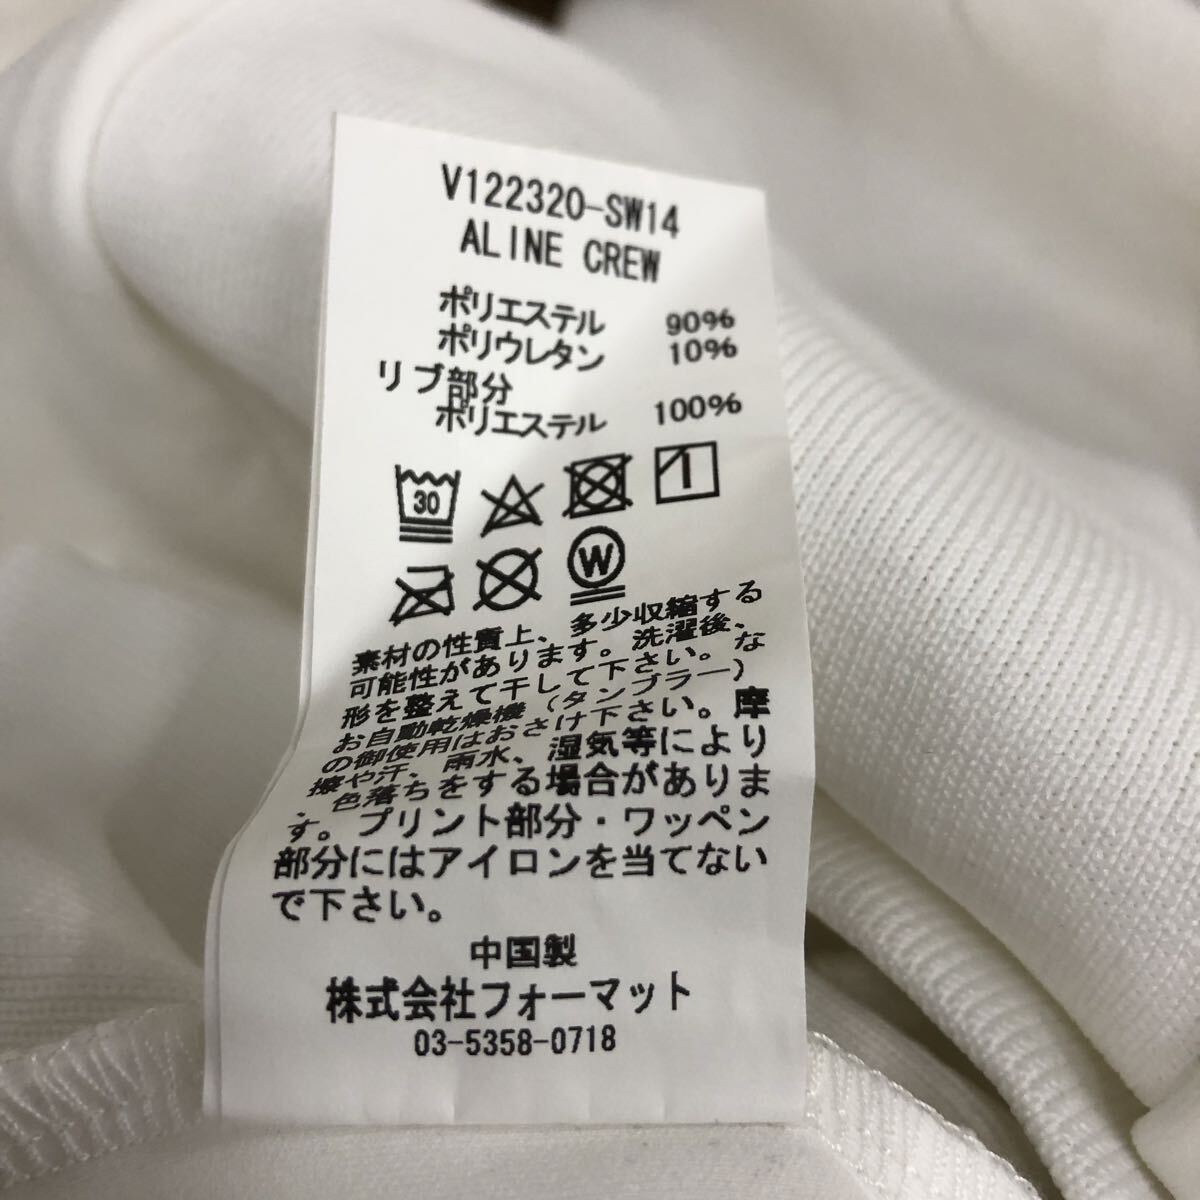 V122320-SW14
ALINE CREW
ポリエステル 90%
ポリウレタン 10%
リブ部分
ポリエステル 100%
30
W
素材の性質上、多少収縮する
可能性があります。洗濯後、
形を整えて干して下さい。な
お自動乾燥機（タンブラー）
の御使用はおさけ下さい。摩
擦や汗、雨水、湿気等により
、色落ちをする場合がありま
す。プリント部分・ワッペン
部分にはアイロンを当てない
で下さい。
中国製
株式会社フォーマット
03-5358-0718